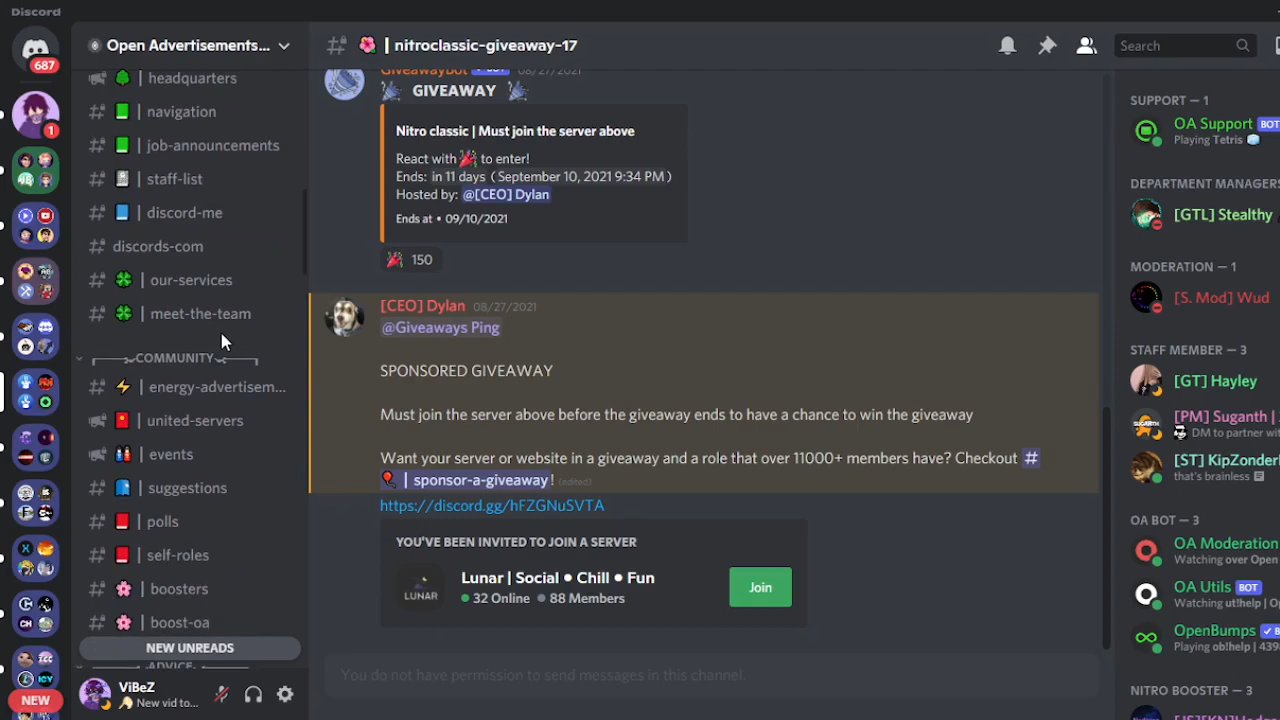 Discord
687
1
NEW
Open Advertisements...
| headquarters
| navigation
| job-announcements
| staff-list
| discord-me
discords-com
| our-services
| meet-the-team
COMMUNITY
| energy-advertisem...
| united-servers
| events
| suggestions
| polls
| self-roles
| boosters
| boost-oa
NEW UNREADS
ADVICE
ViBeZ
New vid to...
| nitroclassic-giveaway-17
Search
GiveawayBot BOT 08/27/2021
GIVEAWAY
Nitro classic | Must join the server above
React with to enter!
Ends: in 11 days (September 10, 2021 9:34 PM)
Hosted by: @[CEO] Dylan
Ends at • 09/10/2021
150
[CEO] Dylan 08/27/2021
@Giveaways Ping
SPONSORED GIVEAWAY
Must join the server above before the giveaway ends to have a chance to win the giveaway
Want your server or website in a giveaway and a role that over 11000+ members have? Checkout #
| sponsor-a-giveaway! (edited)
https://discord.gg/hFZGNuSVTA
YOU'VE BEEN INVITED TO JOIN A SERVER
LUNAR
Lunar | Social • Chill • Fun
32 Online 88 Members
Join
You do not have permission to send messages in this channel.
SUPPORT — 1
OA Support BOT
Playing Tetris
DEPARTMENT MANAGERS
[GTL] Stealthy
MODERATION — 1
[S. Mod] Wud
STAFF MEMBER — 3
[GT] Hayley
[PM] Suganth |
DM to partner wit
[ST] KipZonder
that's brainless
OA BOT — 3
OA Moderation
Watching over Open
OA Utils BOT
Watching ut!help | O
OpenBumps
Playing ob!help | 439
NITRO BOOSTER — 3